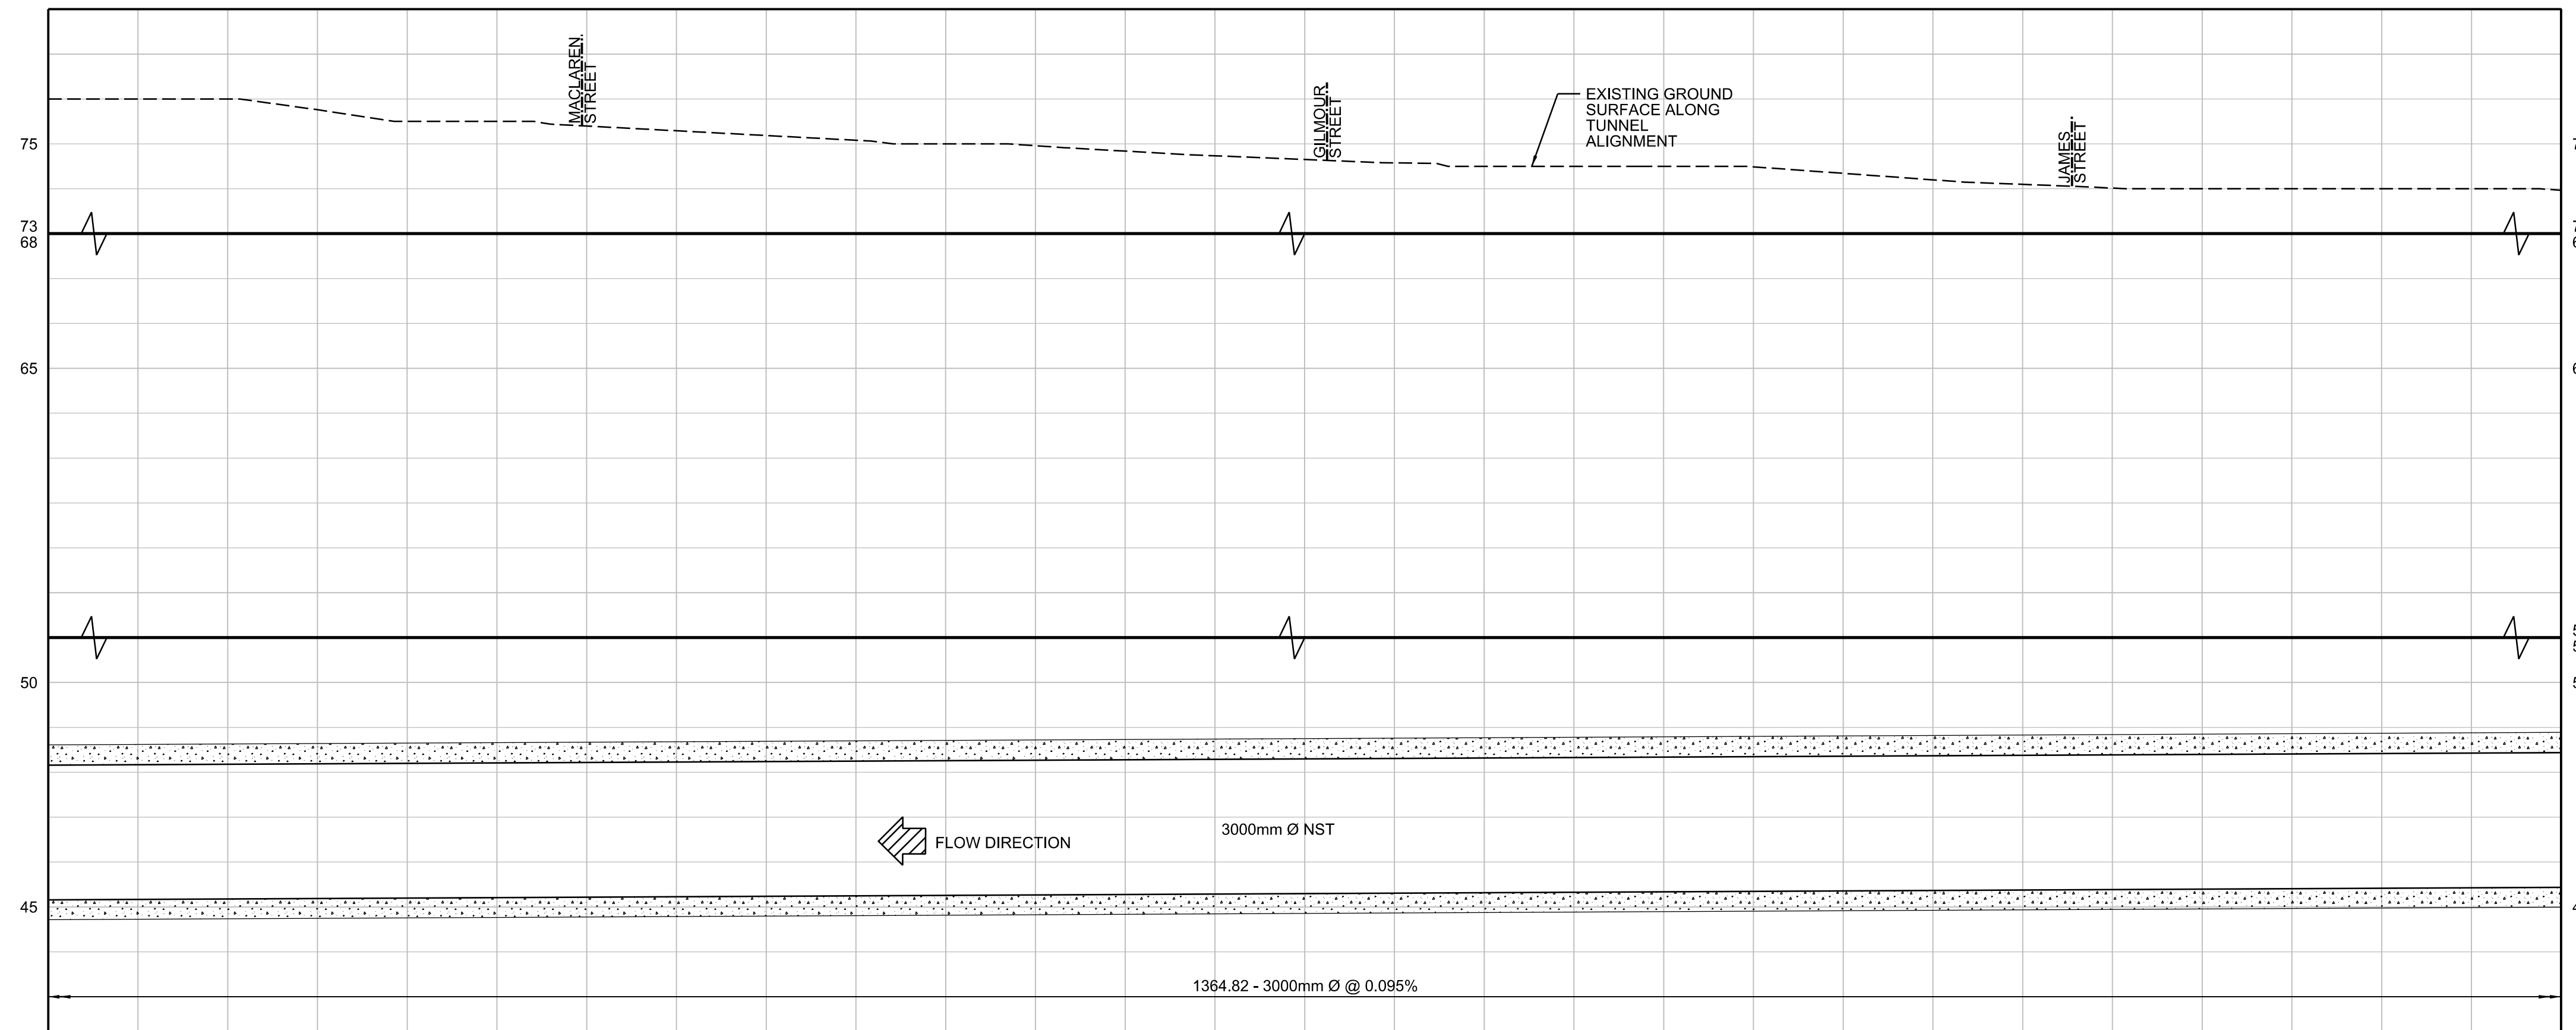 MACLAREN
STREET
GILMOUR
STREET
EXISTING GROUND
SURFACE ALONG
TUNNEL
ALIGNMENT
JAMES
STREET
75
73
68
65
50
FLOW DIRECTION
3000mm Ø NST
45
1364.82 - 3000mm Ø @ 0.095%